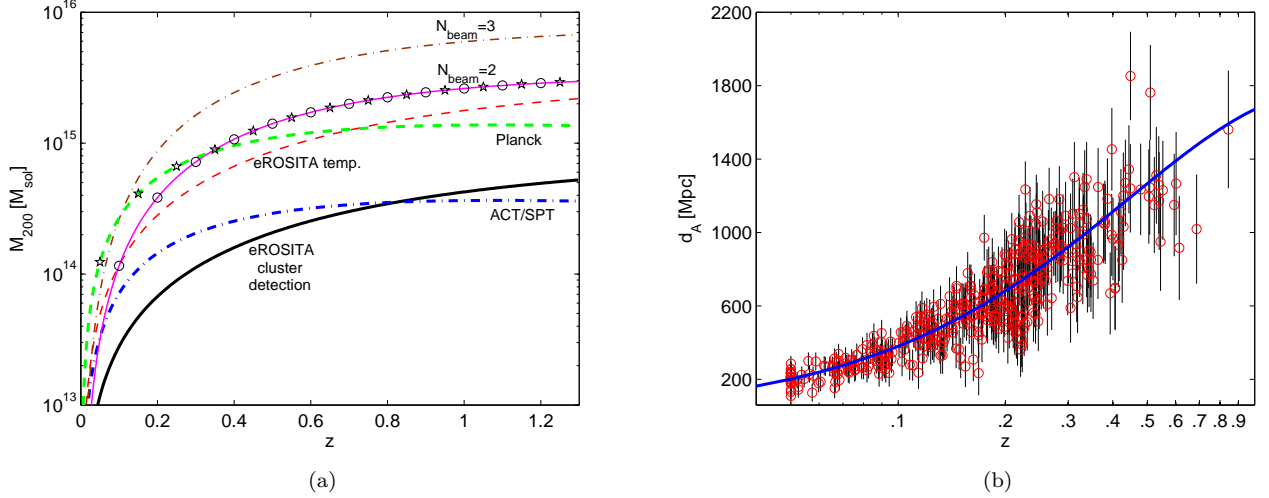 10^16
10^15
10^14
10^13
M_200 [M_sol]
N_beam=3
N_beam=2
Planck
eROSITA temp.
ACT/SPT
eROSITA
cluster
detection
0 0.2 0.4 0.6 0.8 1 1.2
z
(a)
2200
1800
1400
1000
600
200
d_A [Mpc]
.1 .2 .3 .4 .5 .6 .7 .8 .9
z
(b)